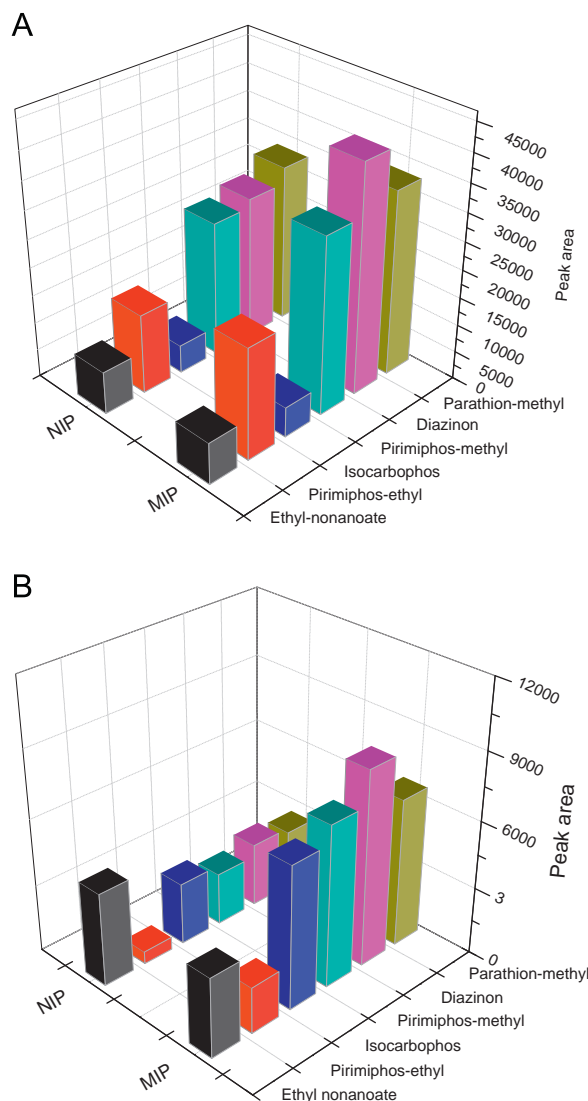 A
45000
40000
35000
30000
25000
20000
15000
10000
5000
0
Peak area
NIP
MIP
Parathion-methyl
Diazinon
Pirimiphos-methyl
Isocarbophos
Pirimiphos-ethyl
Ethyl-nonanoate
B
12000
9000
6000
3
0
Peak area
NIP
MIP
Parathion-methyl
Diazinon
Pirimiphos-methyl
Isocarbophos
Pirimiphos-ethyl
Ethyl nonanoate